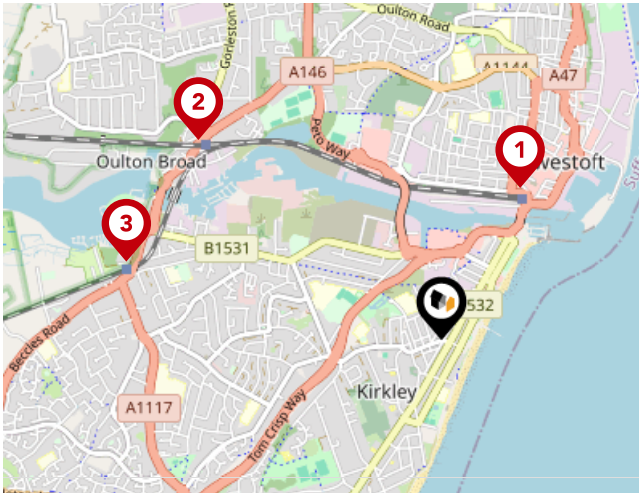 Oulton Road
Gorleston
A146
A1144
A47
2
Peto Way
1
Oulton Broad
westoft
3
B1531
532
Beccles Road
Kirkley
A1117
Tom Crisp Way